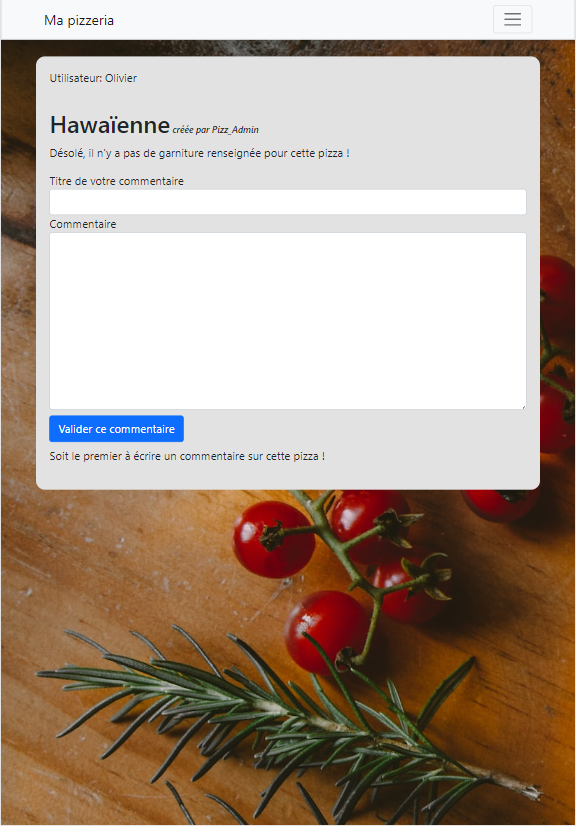 Ma pizzeria
Utilisateur: Olivier
Hawaïenne créée par Pizz_Admin
Désolé, il n'y a pas de garniture renseignée pour cette pizza !
Titre de votre commentaire
Commentaire
Valider ce commentaire
Soit le premier à écrire un commentaire sur cette pizza !